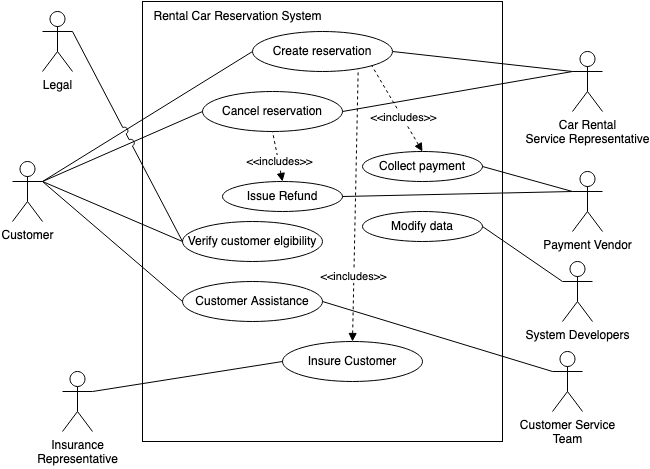 Rental Car Reservation System
Legal
Create reservation
Cancel reservation
<<includes>>
Car Rental
Service Representative
<<includes>>
Collect payment
Issue Refund
Customer
Verify customer elgibility
Modify data
Payment Vendor
<<includes>>
Customer Assistance
System Developers
Insure Customer
Customer Service
Team
Insurance
Representative